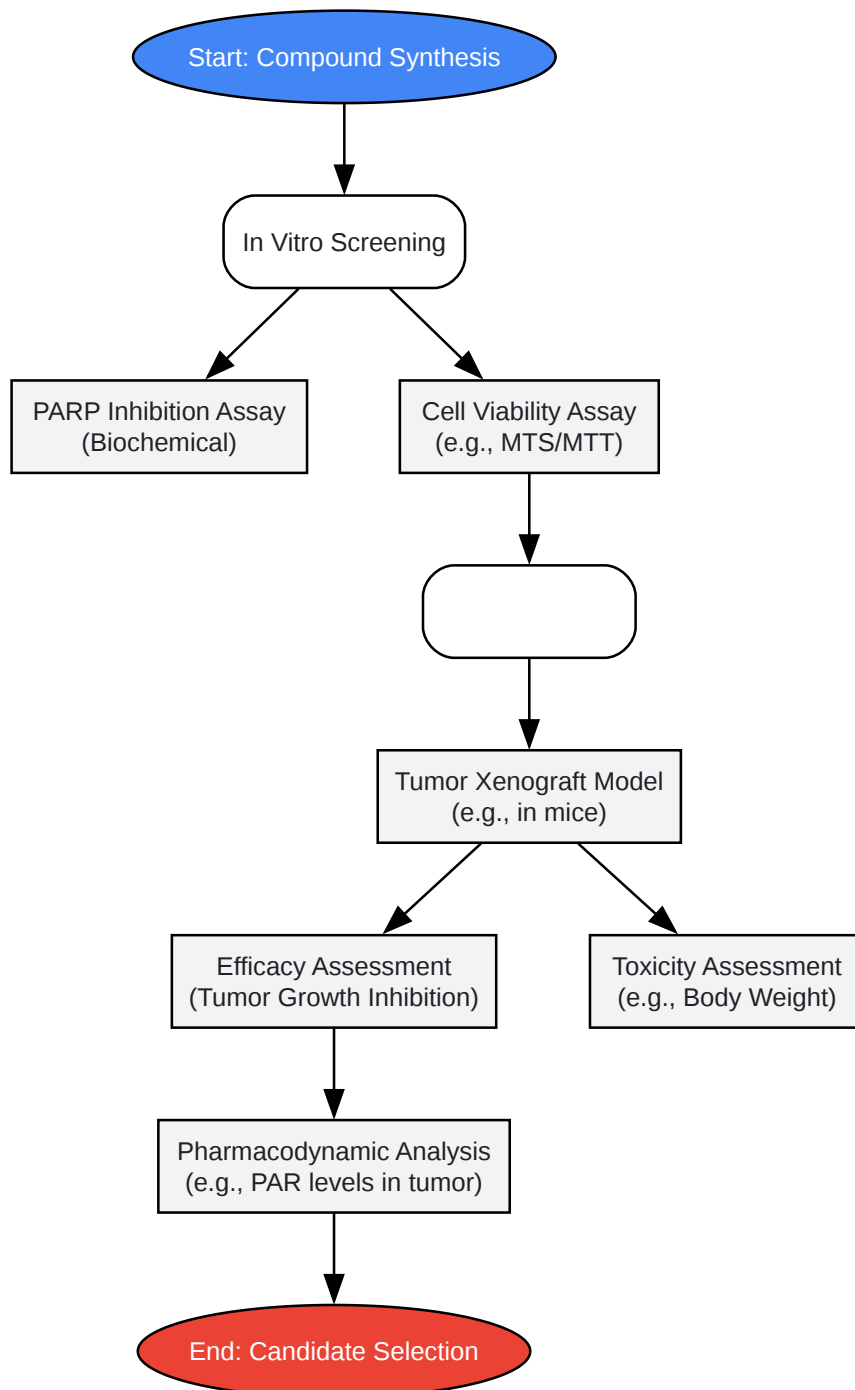 Start: Compound Synthesis
In Vitro Screening
PARP Inhibition Assay
(Biochemical)
Cell Viability Assay
(e.g., MTS/MTT)
Tumor Xenograft Model
(e.g., in mice)
Efficacy Assessment
(Tumor Growth Inhibition)
Toxicity Assessment
(e.g., Body Weight)
Pharmacodynamic Analysis
(e.g., PAR levels in tumor)
End: Candidate Selection